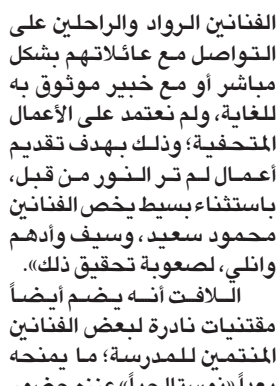 الفنانين الرواد والراحلين على
التواصل مع عائلاتهم بشكل
مباشر أو مع خبير موثوق به
للغاية، ولم نعتمد على الأعمال
المتحفية؛ وذلك بهدف تقديم
أعمال لم تر النور من قبل،
باستثناء بسيط يخص الفنانين
محمود سعيد، وسيف وأدهم
وانلي، لصعوبة تحقيق ذلك».
اللافت أنه يضم أيضاً
مقتنيات نادرة لبعض الفنانين
المنتمين للمدرسة؛ ما يمنحه